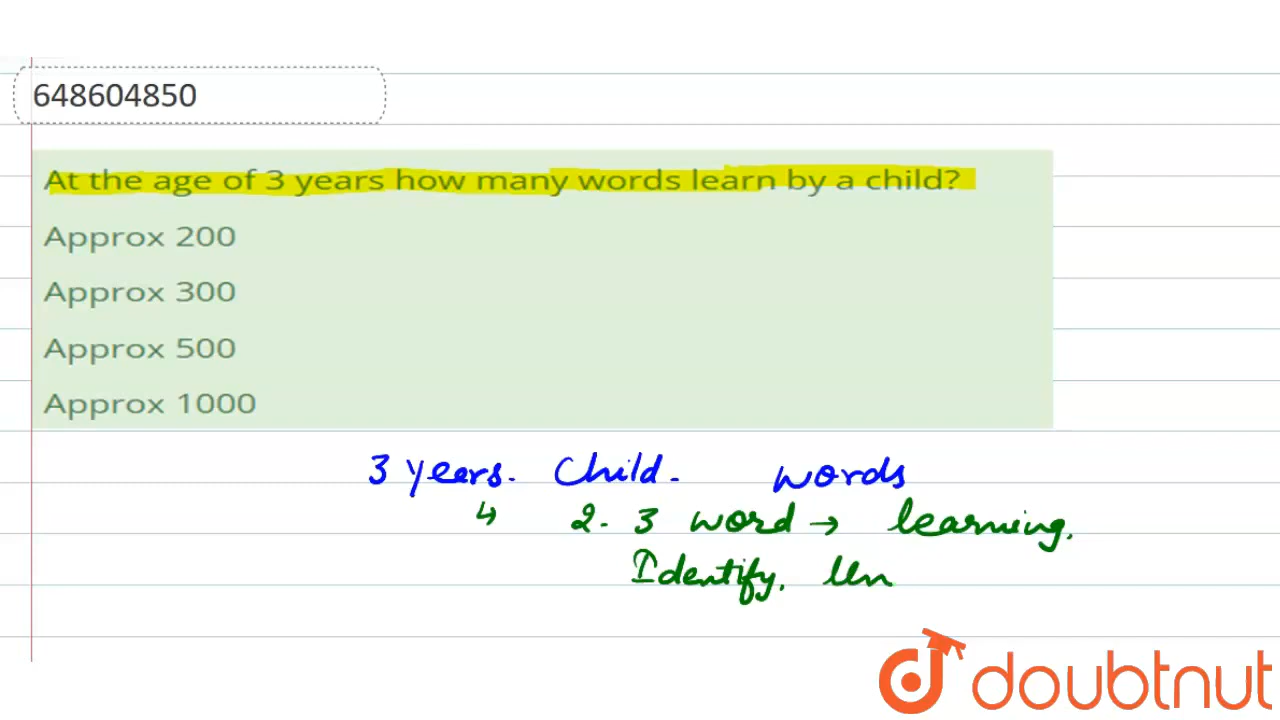 648604850
At the age of 3 years how many words learn by a child?
Approx 200
Approx 300
Approx 500
Approx 1000
3 years. Child. words
↳ 2. 3 word → learning,
Identify, Un
doubtnut